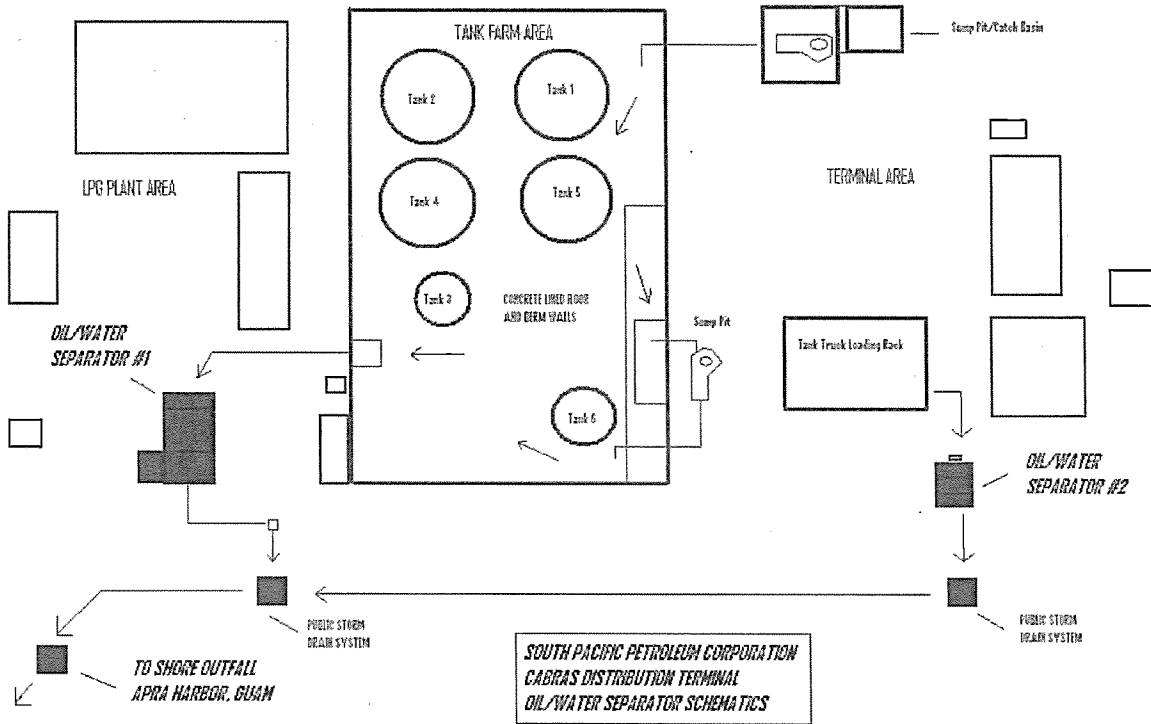 TANK FARM AREA
Sump Pit/Catch Basin
Tank 2
Tank 1
LPG PLANT AREA
TERMINAL AREA
Tank 4
Tank 5
Tank 3
CONCRETE LINED FLOOR
AND BERM WALLS
Sump Pit
OIL/WATER
SEPARATOR #1
Tank Truck Loading Rack
Tank 6
OIL/WATER
SEPARATOR #2
PUBLIC STORM
DRAIN SYSTEM
PUBLIC STORM
DRAIN SYSTEM
TO SHORE OUTFALL
APRA HARBOR, GUAM
SOUTH PACIFIC PETROLEUM CORPORATION
CABRAS DISTRIBUTION TERMINAL
OIL/WATER SEPARATOR SCHEMATICS